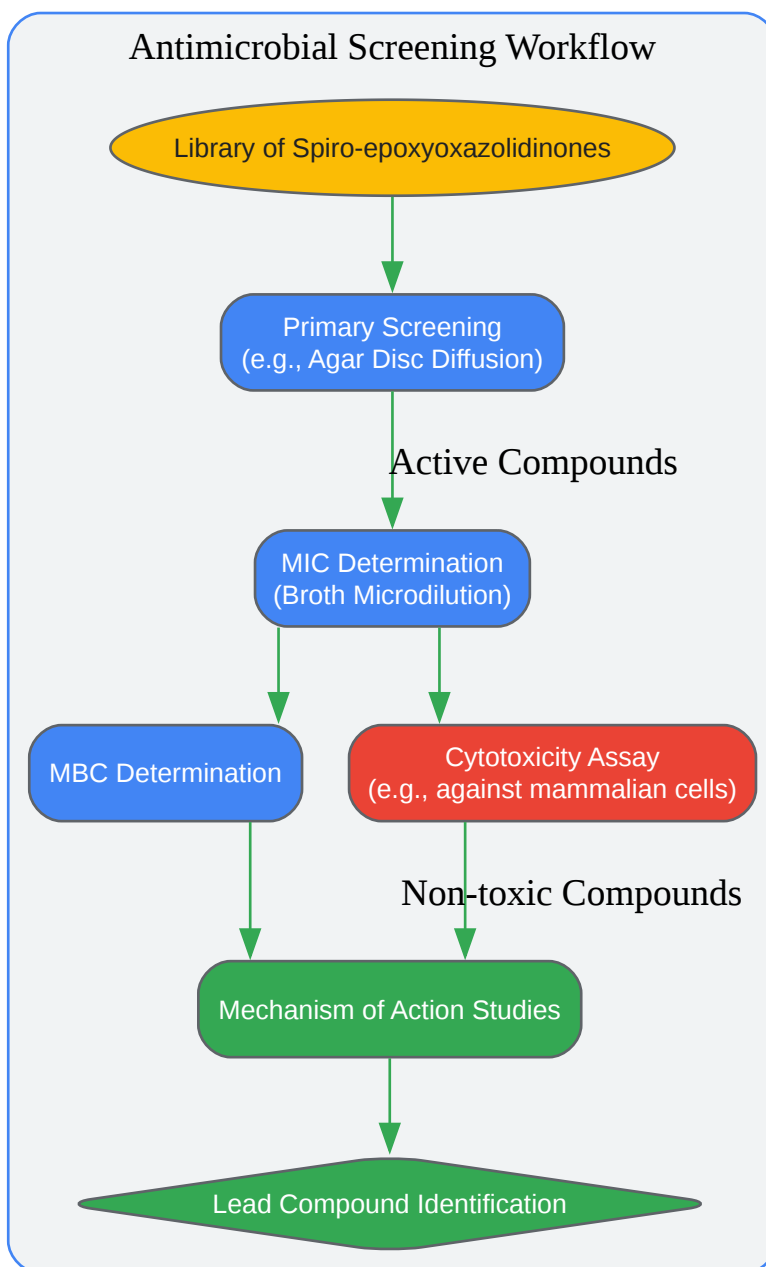 Antimicrobial Screening Workflow
Library of Spiro-epoxyoxazolidinones
Primary Screening
(e.g., Agar Disc Diffusion)
Active Compounds
MIC Determination
(Broth Microdilution)
MBC Determination
Cytotoxicity Assay
(e.g., against mammalian cells)
Non-toxic Compounds
Mechanism of Action Studies
Lead Compound Identification